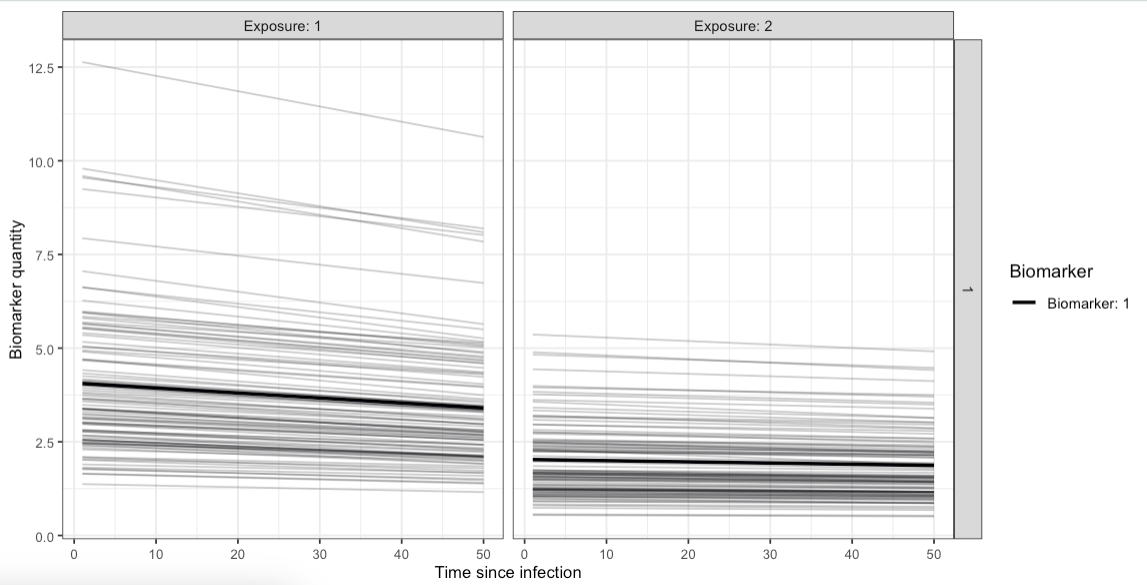 Exposure: 1
Exposure: 2
Biomarker quantity
12.5
10.0
7.5
5.0
2.5
0.0
0 10 20 30 40 50
0 10 20 30 40 50
Time since infection
1
Biomarker
Biomarker: 1